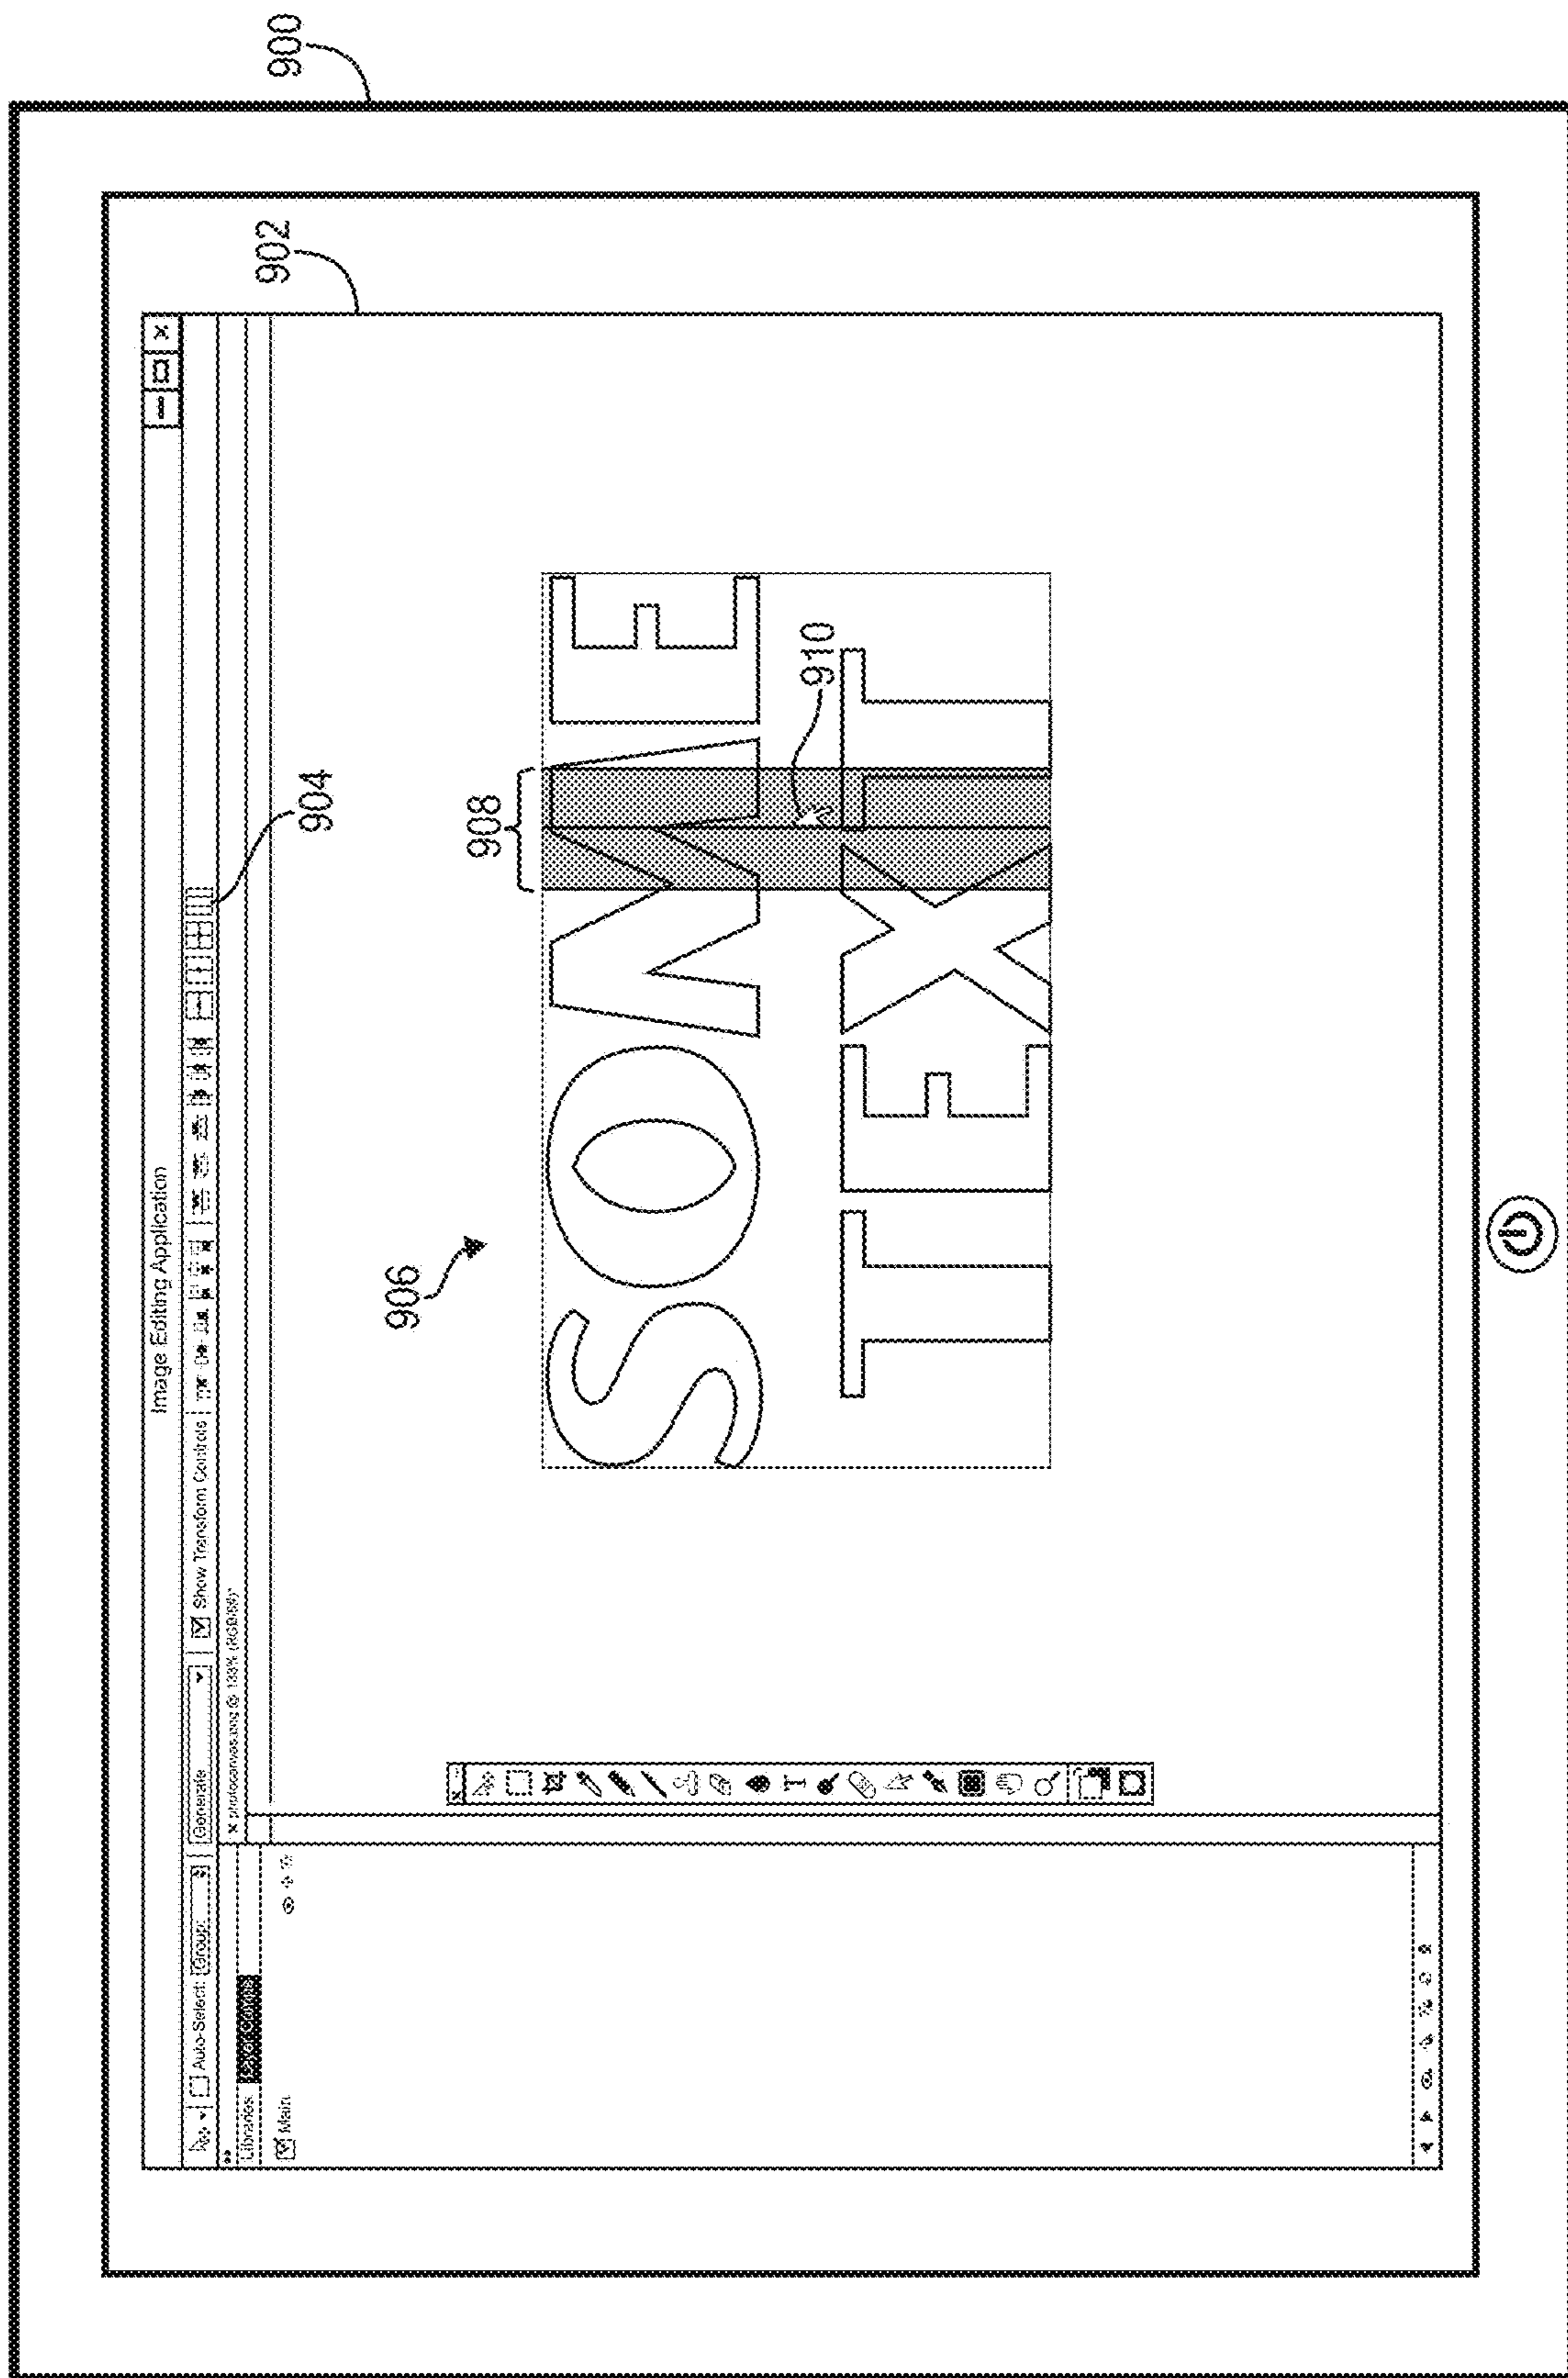 900
902
Image Editing Application
Auto-Select: Group Generate Show Transform Controls
904
Libraries
Main
906
908
SOME
910
TEXT